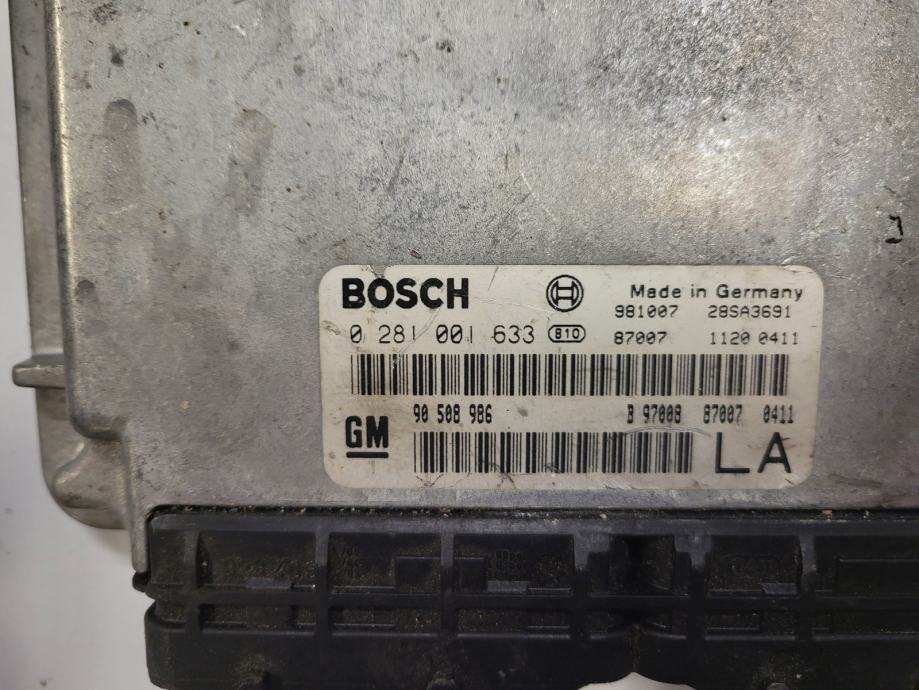 BOSCH
Made in Germany
981007 28SA3691
0 281 001 633 810 87007 1120 0411
90 508 986 B 97008 87007 0411
GM
LA